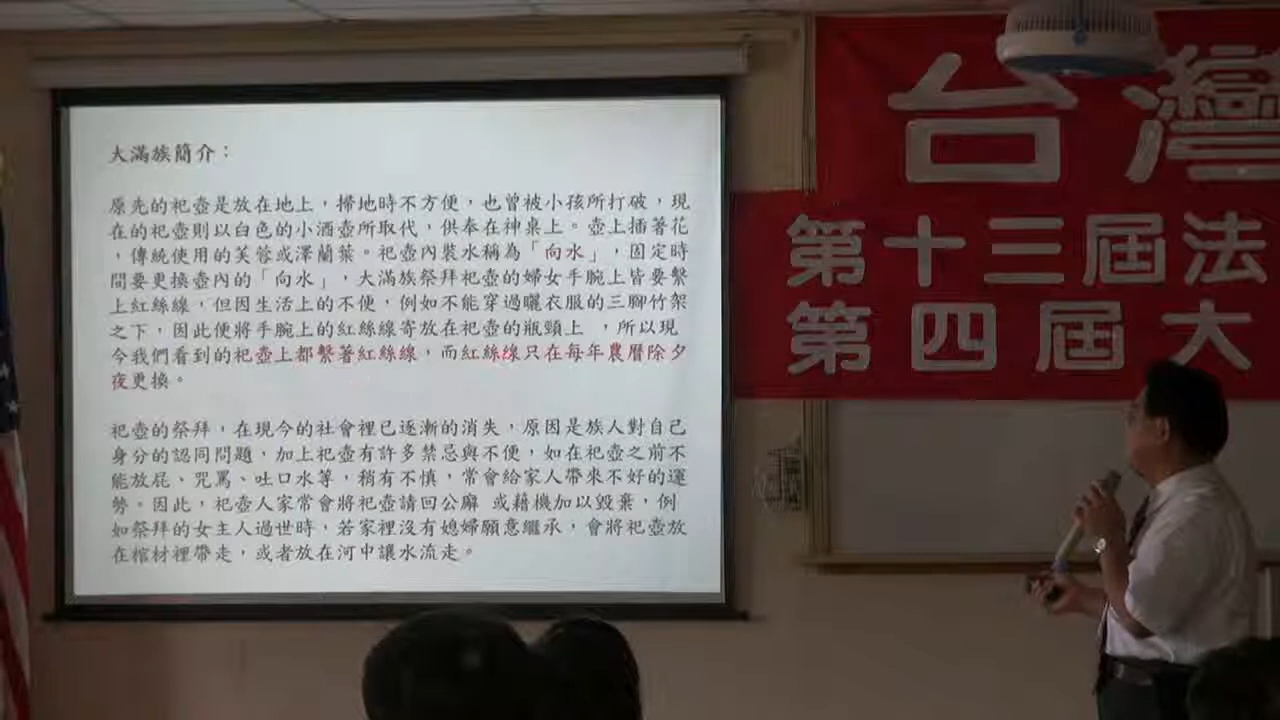 大滿族簡介：
原先的祀壺是放在地上，掃地時不方便，也曾被小孩所打破，現
在的祀壺則以白色的小酒壺所取代，供奉在神桌上。壺上插著花
，傳統使用的芙蓉或澤蘭葉。祀壺內裝水稱為「向水」，固定時
間要更換壺內的「向水」，大滿族祭拜祀壺的婦女手腕上皆要繫
上紅絲線，但因生活上的不便，例如不能穿過曬衣服的三腳竹架
之下，因此便將手腕上的紅絲線寄放在祀壺的瓶頸上 ，所以現
今我們看到的祀壺上都繫著紅絲線，而紅絲線只在每年農曆除夕
夜更換。
祀壺的祭拜，在現今的社會裡已逐漸的消失，原因是族人對自己
身分的認同問題，加上祀壺有許多禁忌與不便，如在祀壺之前不
能放屁、咒罵、吐口水等，稍有不慎，常會給家人帶來不好的運
勢。因此，祀壺人家常會將祀壺請回公廨 或藉機加以毀棄，例
如祭拜的女主人過世時，若家裡沒有媳婦願意繼承，會將祀壺放
在棺材裡帶走，或者放在河中讓水流走。
台灣
第十三屆法
第四屆大